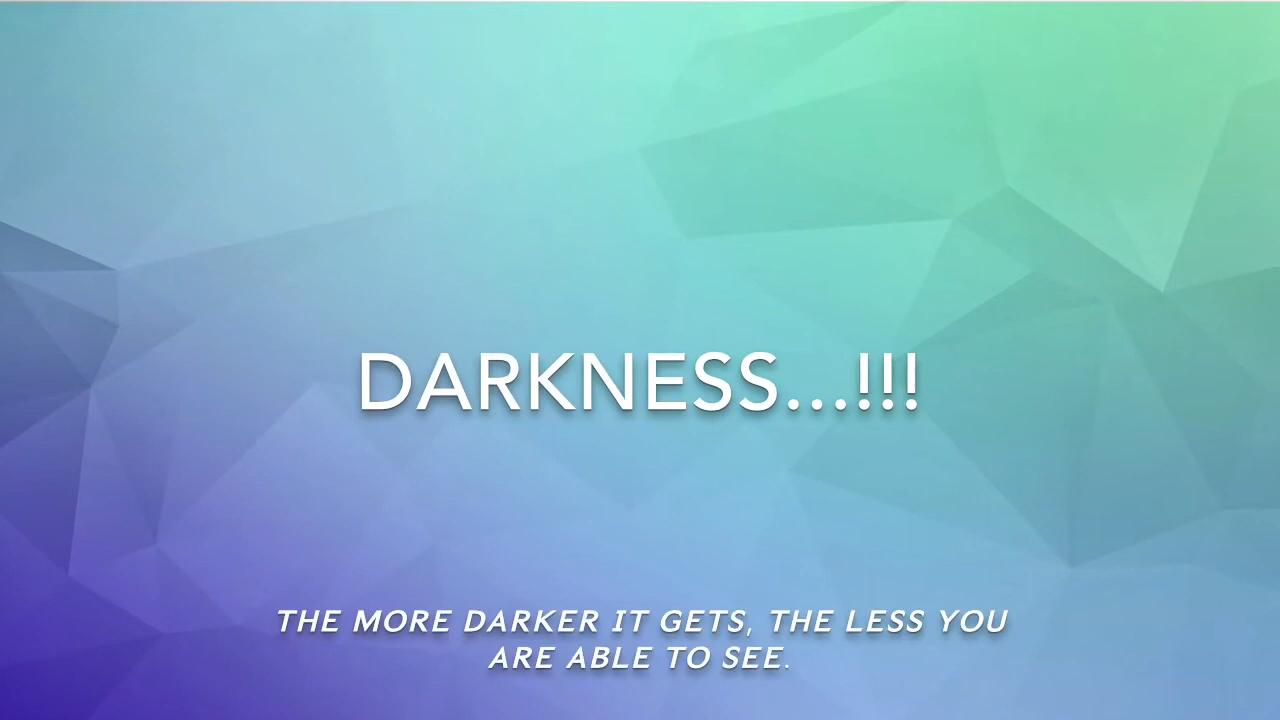 DARKNESS...!!!
THE MORE DARKER IT GETS, THE LESS YOU
ARE ABLE TO SEE.